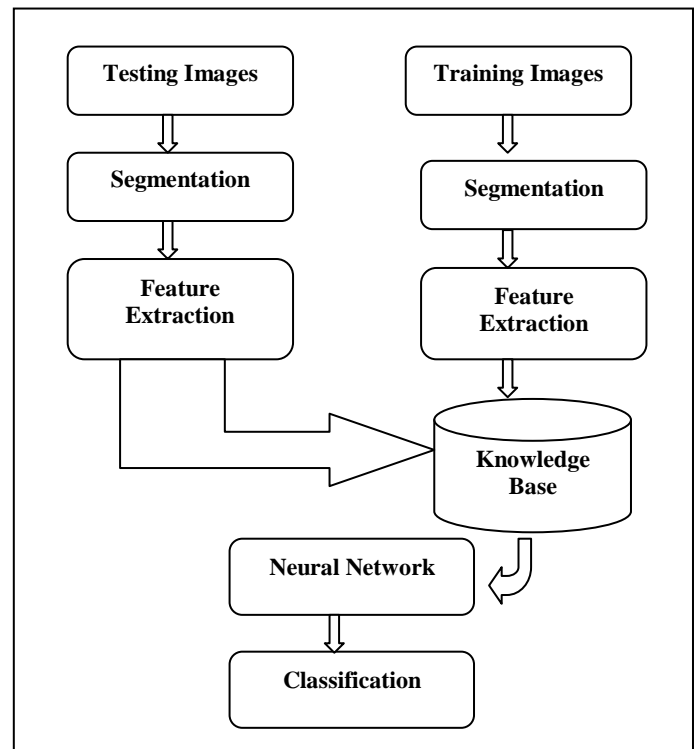 Testing Images
Training Images
Segmentation
Segmentation
Feature
Extraction
Feature
Extraction
Knowledge
Base
Neural Network
Classification